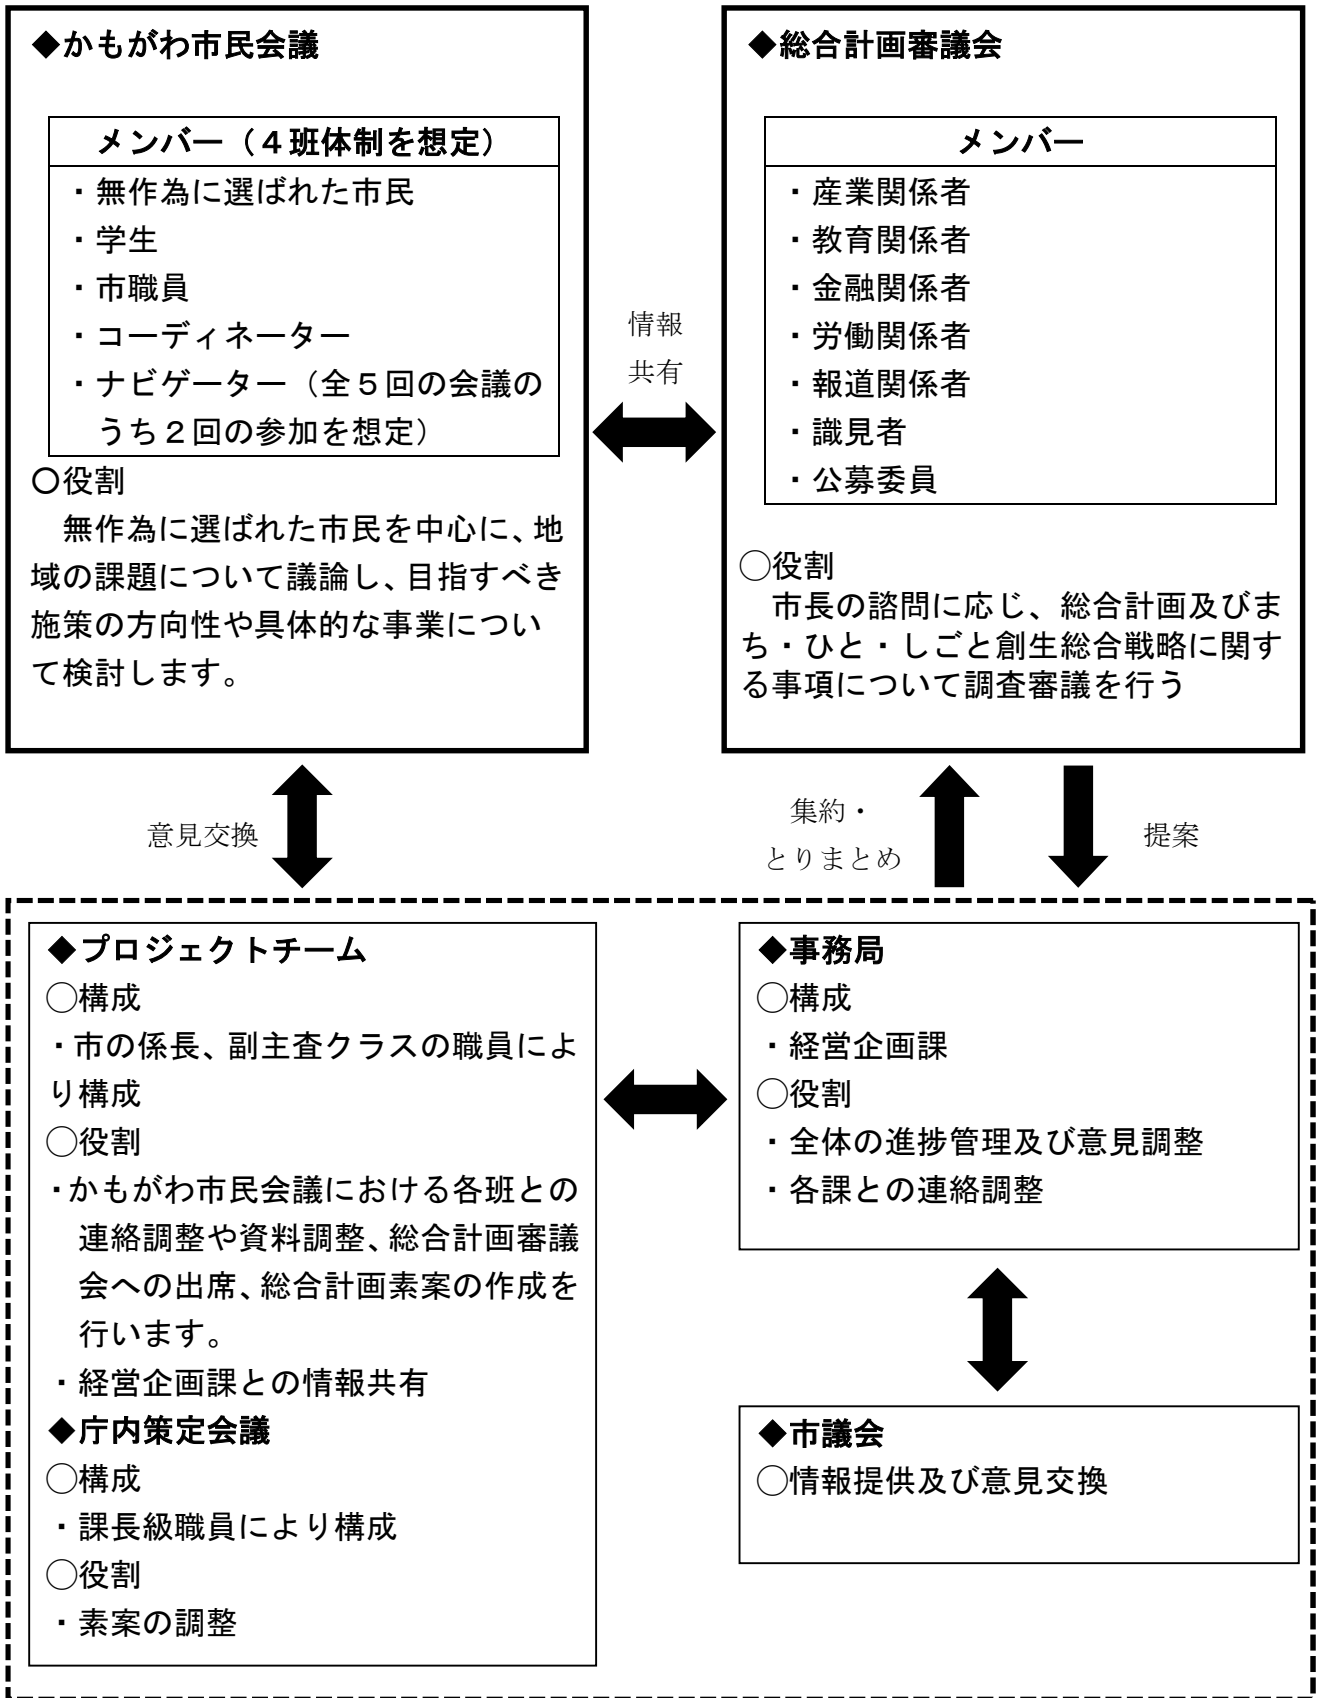 ◆かもがわ市民会議
メンバー（４班体制を想定）
・無作為に選ばれた市民
・学生
・市職員
・コーディネーター
・ナビゲーター（全５回の会議の
うち２回の参加を想定）
〇役割
無作為に選ばれた市民を中心に、地
域の課題について議論し、目指すべき
施策の方向性や具体的な事業につい
て検討します。
情報
共有
◆総合計画審議会
メンバー
・産業関係者
・教育関係者
・金融関係者
・労働関係者
・報道関係者
・識見者
・公募委員
◯役割
市長の諮問に応じ、総合計画及びま
ち・ひと・しごと創生総合戦略に関す
る事項について調査審議を行う
意見交換
集約・
とりまとめ
提案
◆プロジェクトチーム
◯構成
・市の係長、副主査クラスの職員によ
り構成
◯役割
・かもがわ市民会議における各班との
連絡調整や資料調整、総合計画審議
会への出席、総合計画素案の作成を
行います。
・経営企画課との情報共有
◆庁内策定会議
◯構成
・課長級職員により構成
◯役割
・素案の調整
◆事務局
◯構成
・経営企画課
◯役割
・全体の進捗管理及び意見調整
・各課との連絡調整
◆市議会
◯情報提供及び意見交換